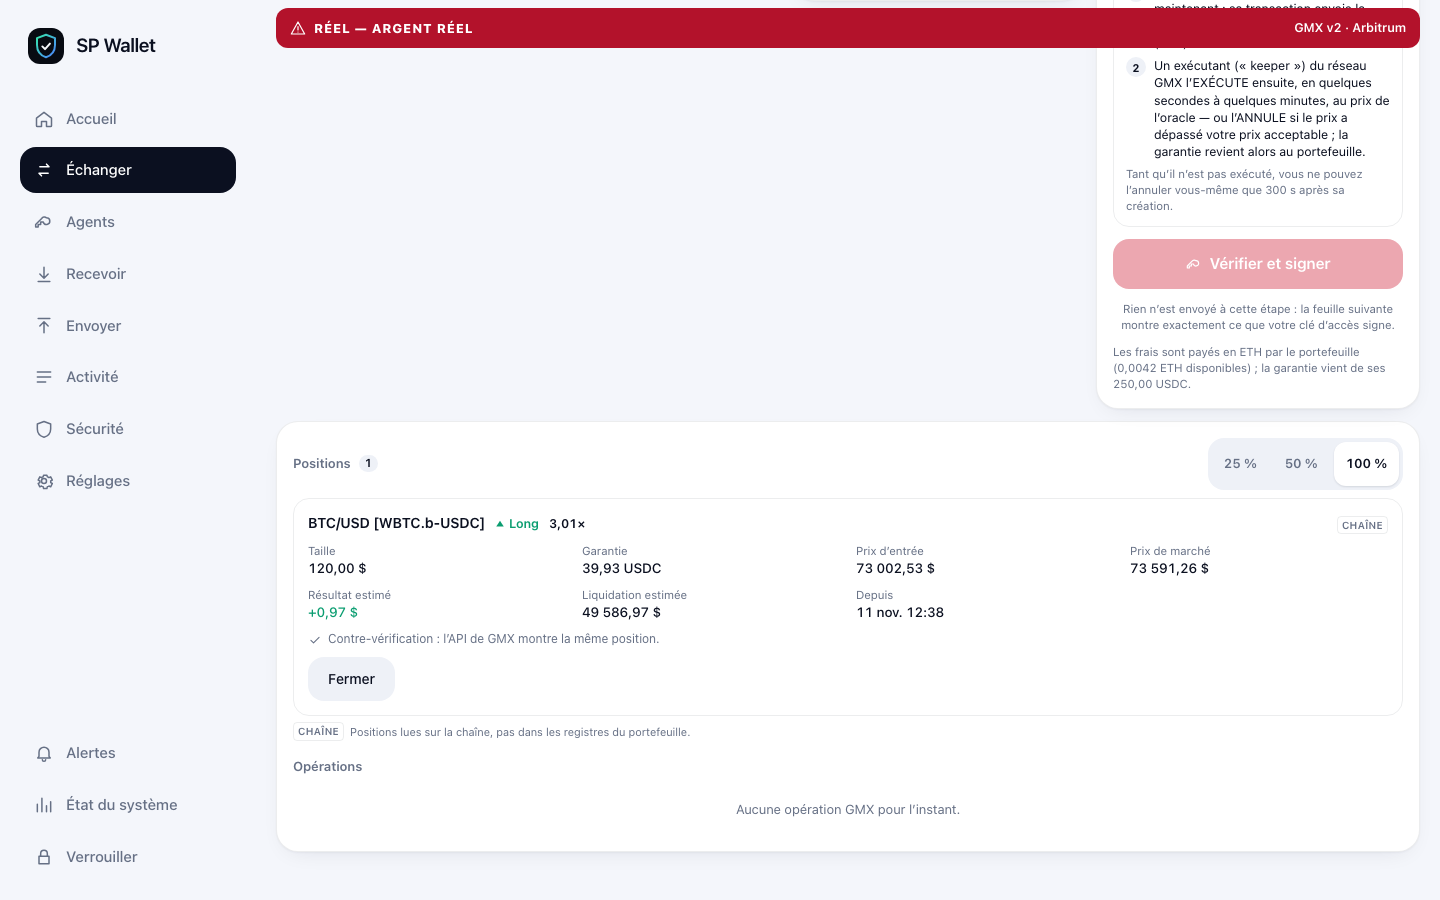 SP Wallet
Accueil
Échanger
Agents
Recevoir
Envoyer
Activité
Sécurité
Réglages
Alertes
État du système
Verrouiller
RÉEL — ARGENT RÉEL
GMX v2 · Arbitrum
2 Un exécutant (« keeper ») du réseau
GMX l’EXÉCUTE ensuite, en quelques
secondes à quelques minutes, au prix de
l’oracle — ou l’ANNULE si le prix a
dépassé votre prix acceptable ; la
garantie revient alors au portefeuille.
Tant qu’il n’est pas exécuté, vous ne pouvez
l’annuler vous-même que 300 s après sa
création.
Vérifier et signer
Rien n’est envoyé à cette étape : la feuille suivante
montre exactement ce que votre clé d’accès signe.
Les frais sont payés en ETH par le portefeuille
(0,0042 ETH disponibles) ; la garantie vient de ses
250,00 USDC.
Positions 1
25 % 50 % 100 %
BTC/USD [WBTC.b-USDC] Long 3,01×
CHAÎNE
Taille
120,00 $
Garantie
39,93 USDC
Prix d’entrée
73 002,53 $
Prix de marché
73 591,26 $
Résultat estimé
+0,97 $
Liquidation estimée
49 586,97 $
Depuis
11 nov. 12:38
Contre-vérification : l’API de GMX montre la même position.
Fermer
CHAÎNE Positions lues sur la chaîne, pas dans les registres du portefeuille.
Opérations
Aucune opération GMX pour l’instant.